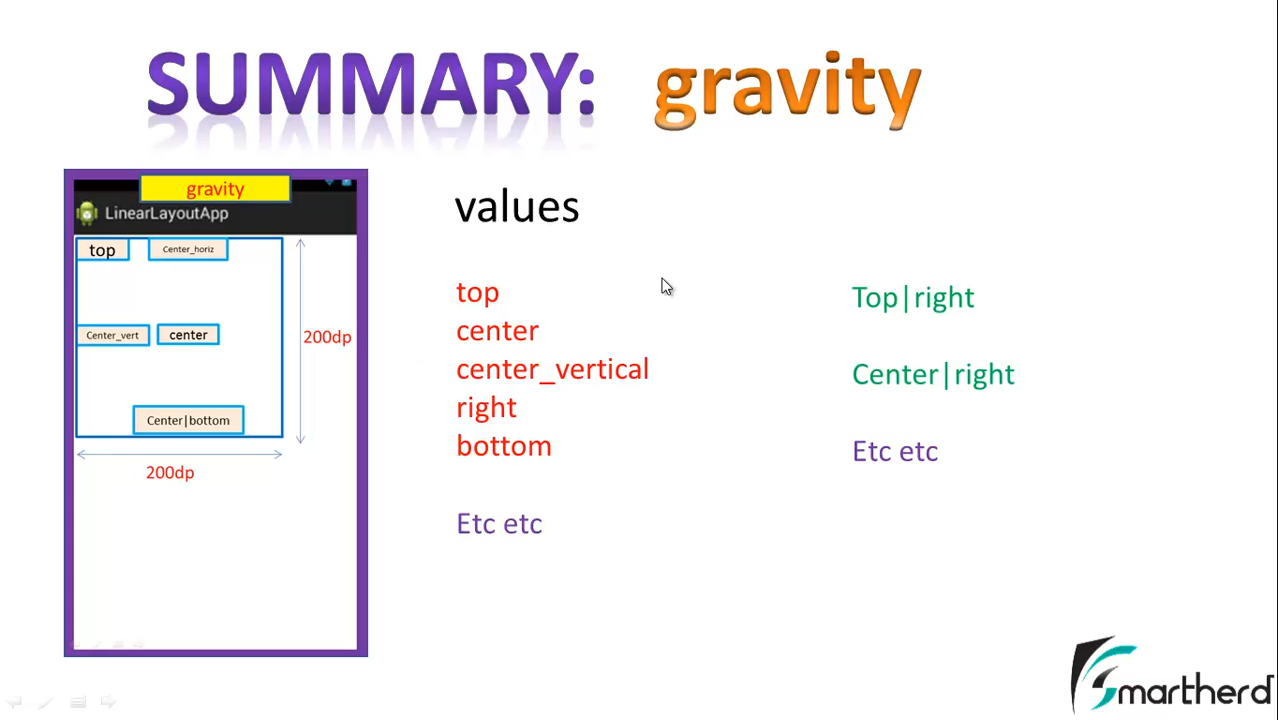 SUMMARY: gravity
gravity
LinearLayoutApp
top Center_horiz
Center_vert center
200dp
Center|bottom
200dp
values
top
center
center_vertical
right
bottom
Etc etc
Top|right
Center|right
Etc etc
Smartherd